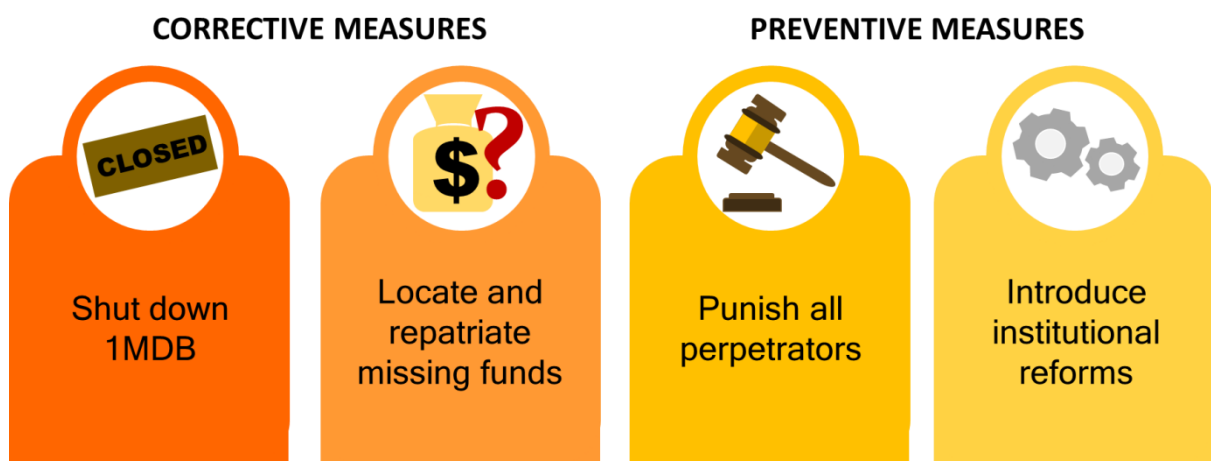 CORRECTIVE MEASURES
PREVENTIVE MEASURES
CLOSED
$?
Shut down
1MDB
Locate and
repatriate
missing funds
Punish all
perpetrators
Introduce
institutional
reforms